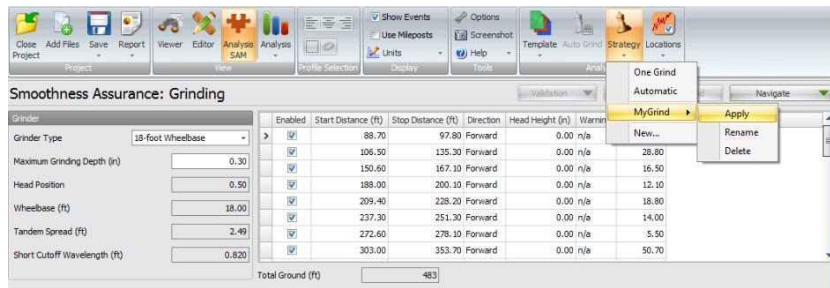 Show Events
Use Mileposts
Units
Options
Screenshot
Help
Close Project
Add Files
Save
Report
Viewer
Editor
Analysis SAM
Analysis
Template
Auto Grind
Strategy
Locations
Project
View
Profile Selection
Display
Tools
Analy
One Grind
Automatic
MyGrind
New...
Apply
Rename
Delete
Smoothness Assurance: Grinding
Validation
Navigate
Grinder
Grinder Type 18-foot Wheelbase
Maximum Grinding Depth (in) 0.30
Head Position 0.50
Wheelbase (ft) 18.00
Tandem Spread (ft) 2.49
Short Cutoff Wavelength (ft) 0.820
Enabled Start Distance (ft) Stop Distance (ft) Direction Head Height (in) Warnin
88.70 97.80 Forward 0.00 n/a
106.50 135.30 Forward 0.00 n/a 28.80
150.60 167.10 Forward 0.00 n/a 16.50
188.00 200.10 Forward 0.00 n/a 12.10
209.40 228.20 Forward 0.00 n/a 18.80
237.30 251.30 Forward 0.00 n/a 14.00
272.60 278.10 Forward 0.00 n/a 5.50
303.00 353.70 Forward 0.00 n/a 50.70
Total Ground (ft) 483